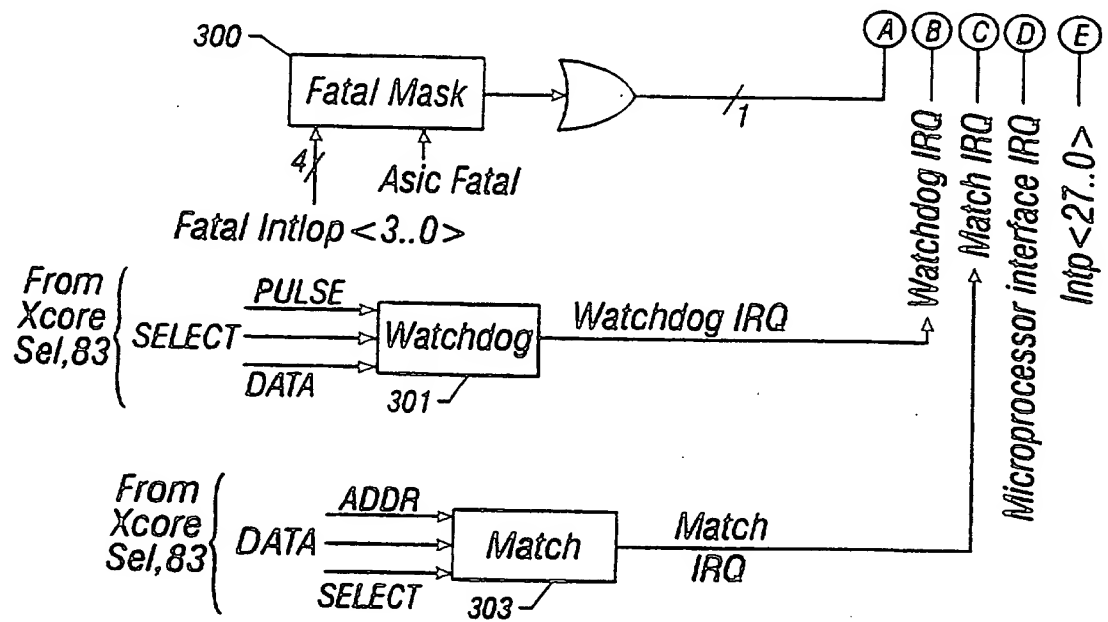 300
A B C D E
Fatal Mask
1
4
Asic Fatal
Fatal Intlop <3..0>
Watchdog IRQ
Match IRQ
Microprocessor interface IRQ
Intp<27..0>
From
Xcore
Sel,83
PULSE
SELECT
DATA
Watchdog
301
Watchdog IRQ
From
Xcore
Sel,83
ADDR
DATA
SELECT
Match
303
Match
IRQ